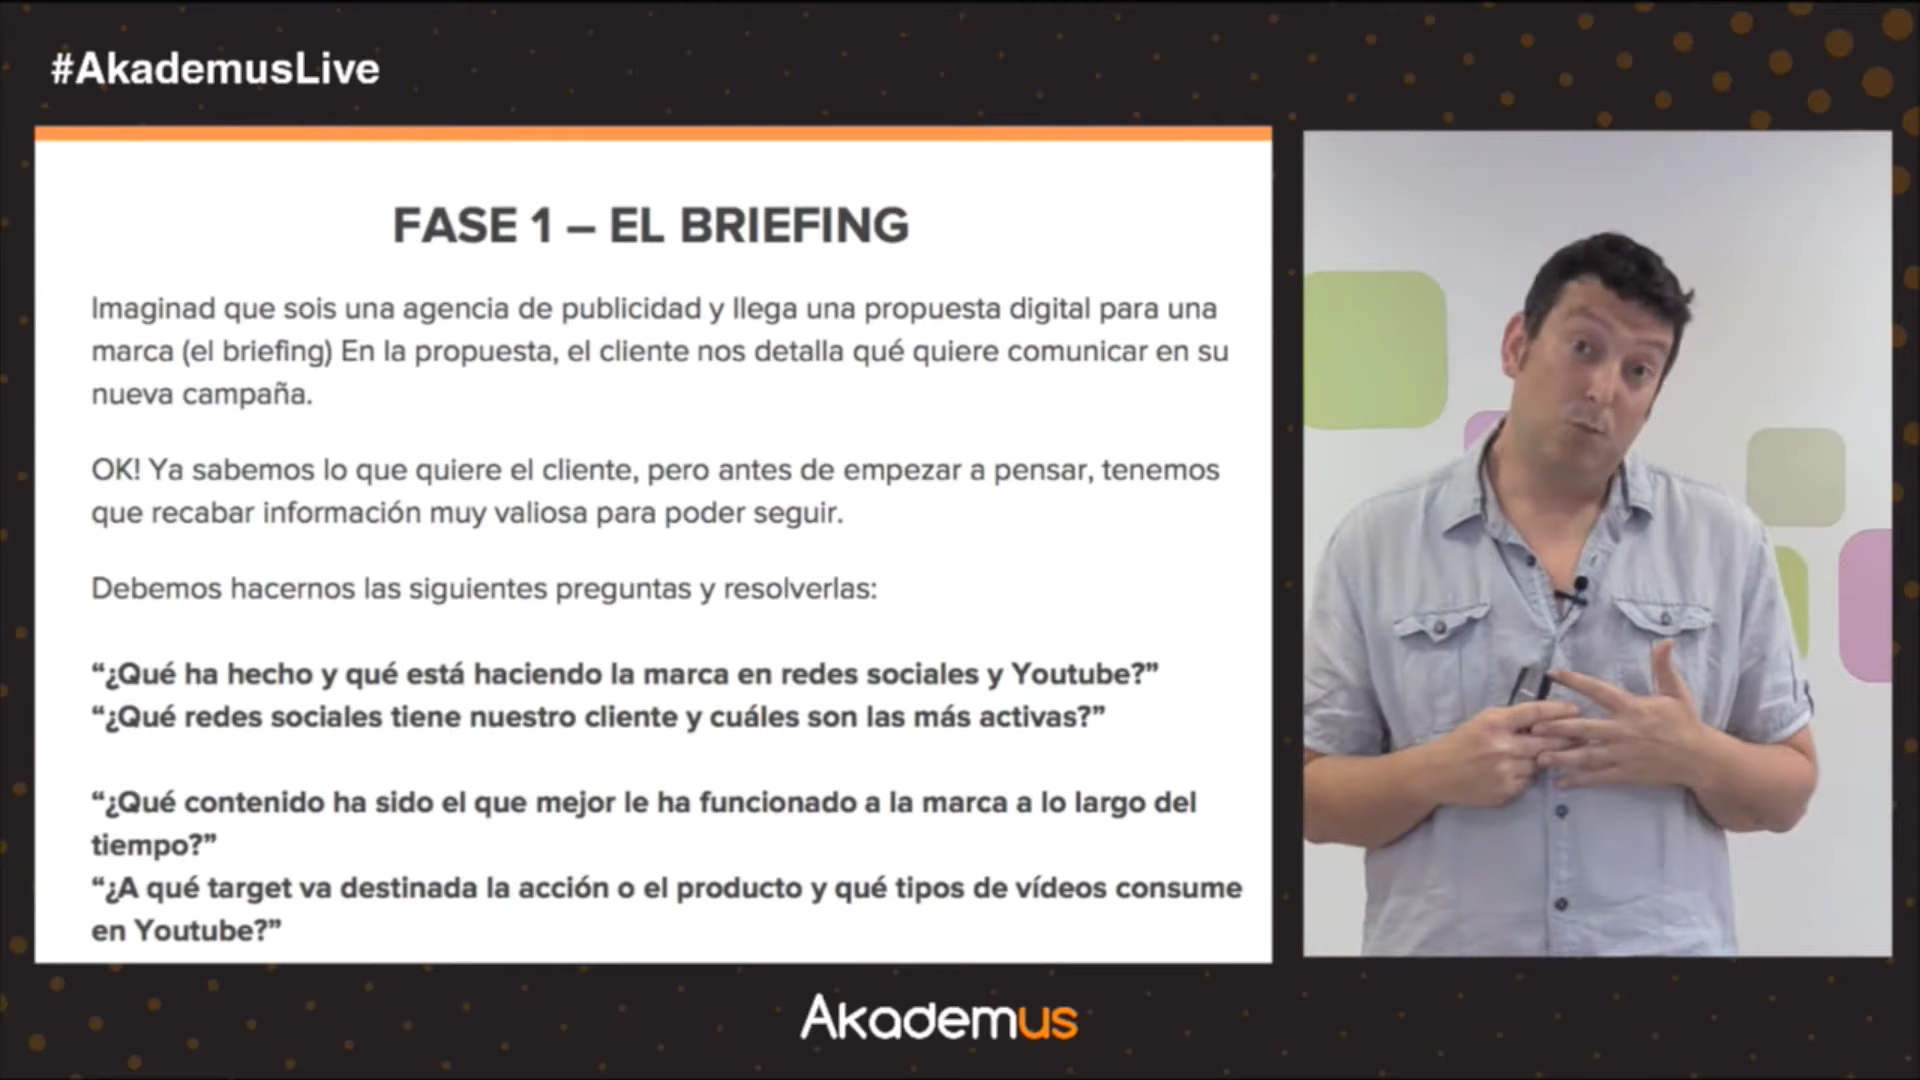 #AkademusLive
FASE 1 – EL BRIEFING
Imaginad que sois una agencia de publicidad y llega una propuesta digital para una
marca (el briefing) En la propuesta, el cliente nos detalla qué quiere comunicar en su
nueva campaña.
OK! Ya sabemos lo que quiere el cliente, pero antes de empezar a pensar, tenemos
que recabar información muy valiosa para poder seguir.
Debemos hacernos las siguientes preguntas y resolverlas:
“¿Qué ha hecho y qué está haciendo la marca en redes sociales y Youtube?”
“¿Qué redes sociales tiene nuestro cliente y cuáles son las más activas?”
“¿Qué contenido ha sido el que mejor le ha funcionado a la marca a lo largo del
tiempo?”
“¿A qué target va destinada la acción o el producto y qué tipos de vídeos consume
en Youtube?”
Akademus